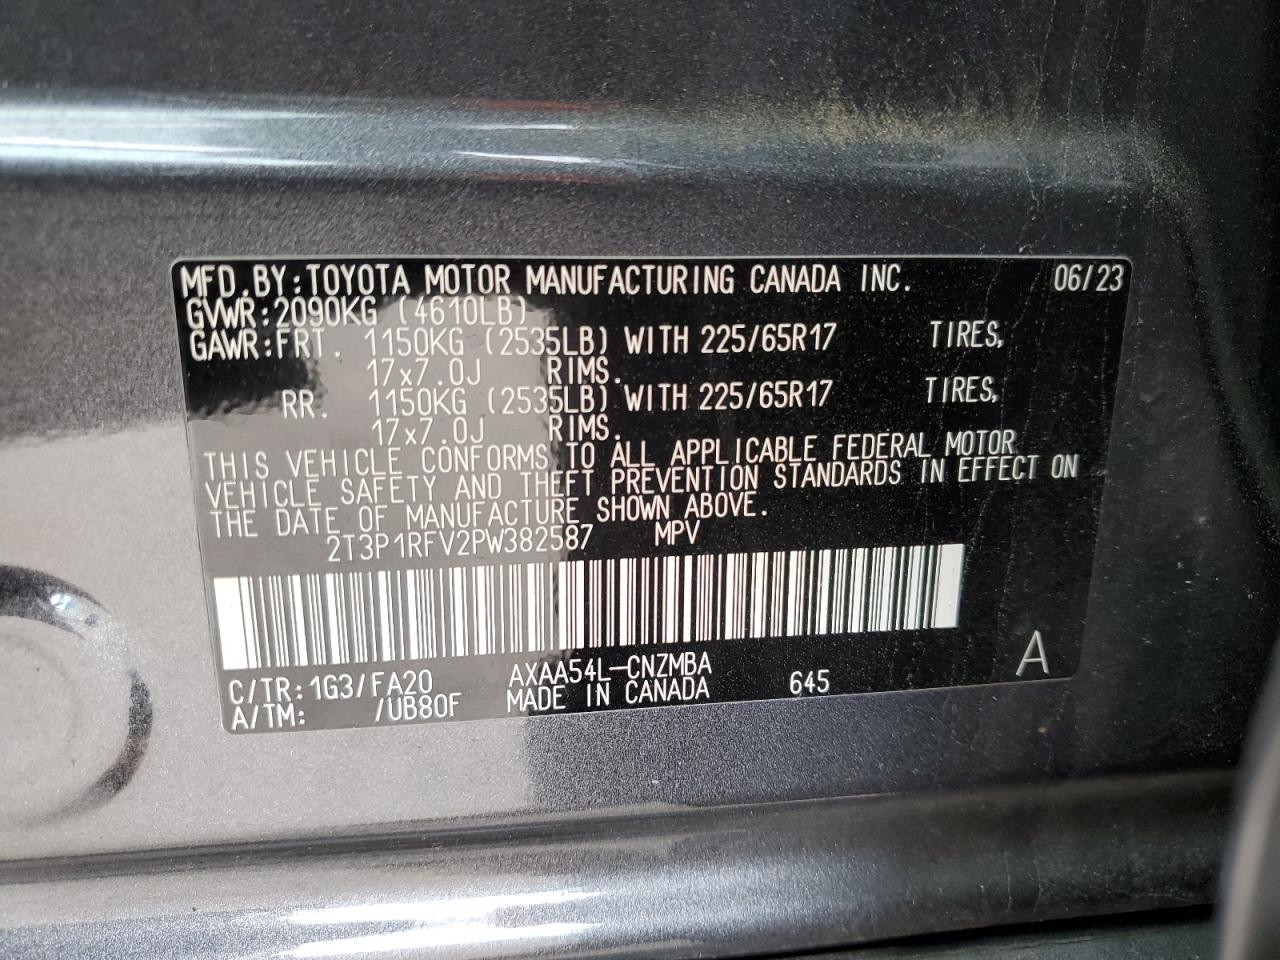 MFD.BY:TOYOTA MOTOR MANUFACTURING CANADA INC. 06/23
GVWR:2090KG (4610LB)
GAWR:FRT. 1150KG (2535LB) WITH 225/65R17 TIRES,
17x7.0J RIMS.
RR. 1150KG (2535LB) WITH 225/65R17 TIRES,
17x7.0J RIMS.
THIS VEHICLE CONFORMS TO ALL APPLICABLE FEDERAL MOTOR
VEHICLE SAFETY AND THEFT PREVENTION STANDARDS IN EFFECT ON
THE DATE OF MANUFACTURE SHOWN ABOVE.
2T3P1RFV2PW382587 MPV
C/TR:1G3/FA20 AXAA54L-CNZMBA A
A/TM: /UB80F MADE IN CANADA 645